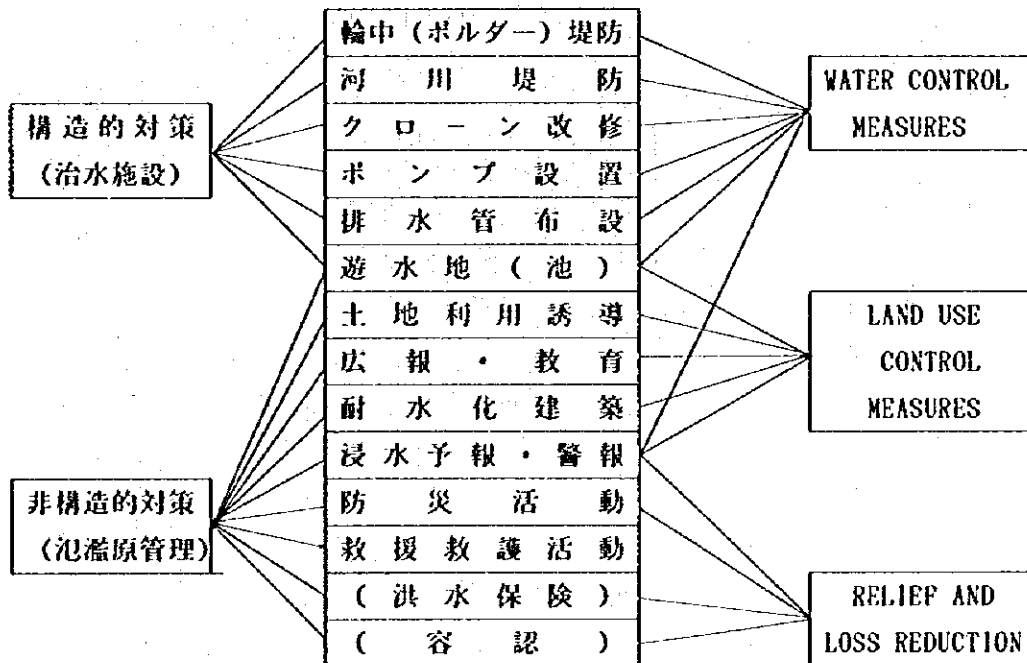 構造的対策
(治水施設)
非構造的対策
(氾濫原管理)
輪中(ポルダー)堤防
河川堤防
クローン改修
ポンプ設置
排水管布設
遊水地(池)
土地利用誘導
広報・教育
耐水化建築
浸水予報・警報
防災活動
救援救護活動
(洪水保険)
(容認)
WATER CONTROL
MEASURES
LAND USE
CONTROL
MEASURES
RELIEF AND
LOSS REDUCTION